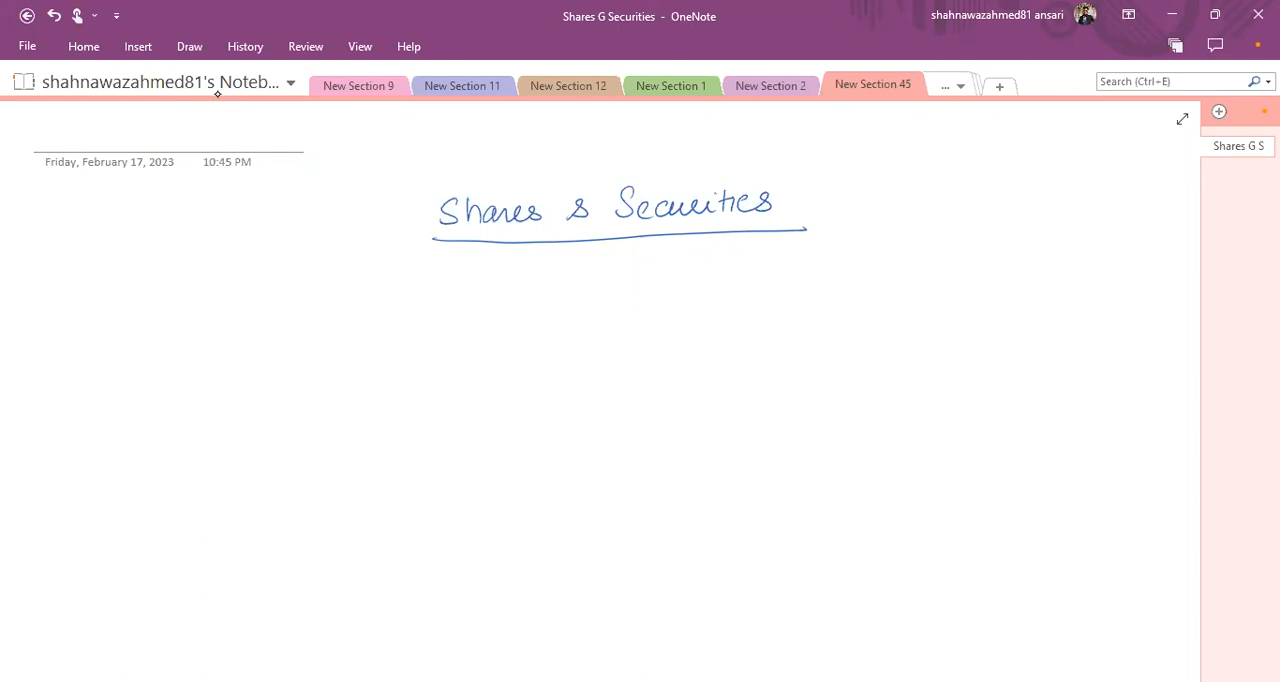 Shares G Securities - OneNote
shahnawazahmed81 ansari
File Home Insert Draw History Review View Help
shahnawazahmed81's Noteb... New Section 9 New Section 11 New Section 12 New Section 1 New Section 2 New Section 45 ... + Search (Ctrl+E)
Shares G S
Friday, February 17, 2023 10:45 PM
Shares & Securities